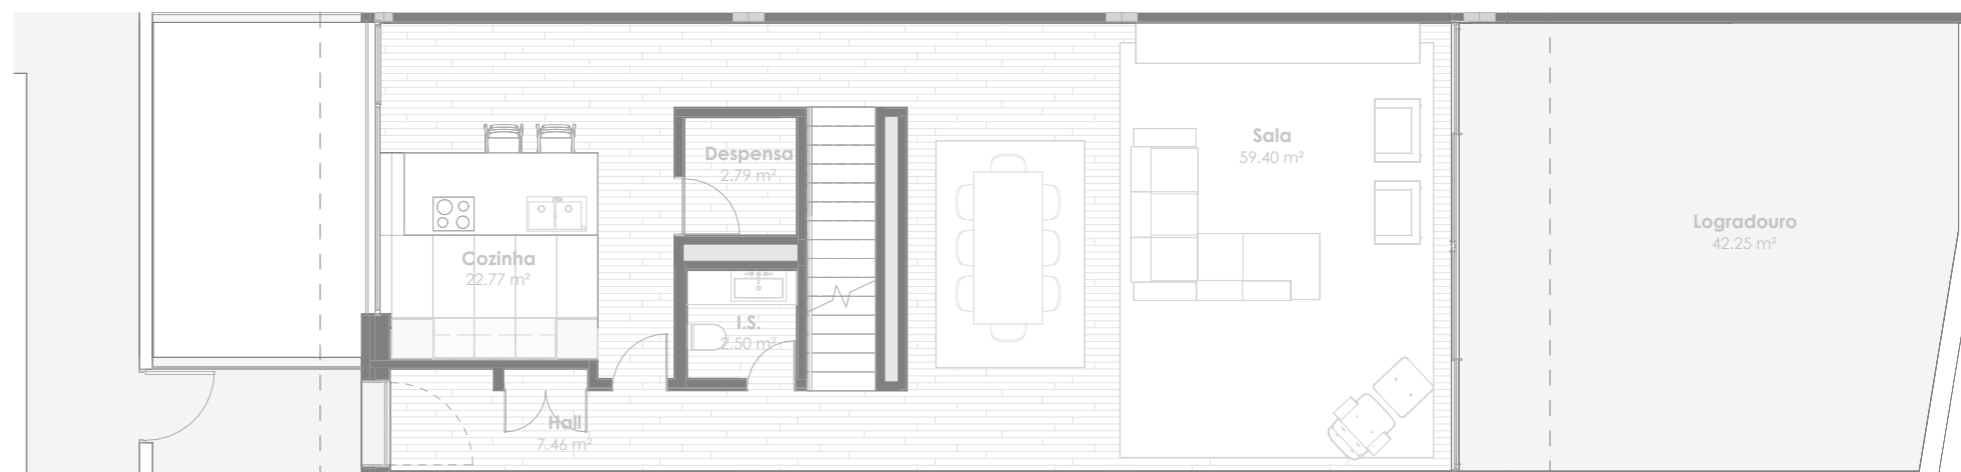 Despensa
2.79 m²
Sala
59.40 m²
Logradouro
42.25 m²
Cozinha
22.77 m²
I.S.
2.50 m²
Hall
7.46 m²